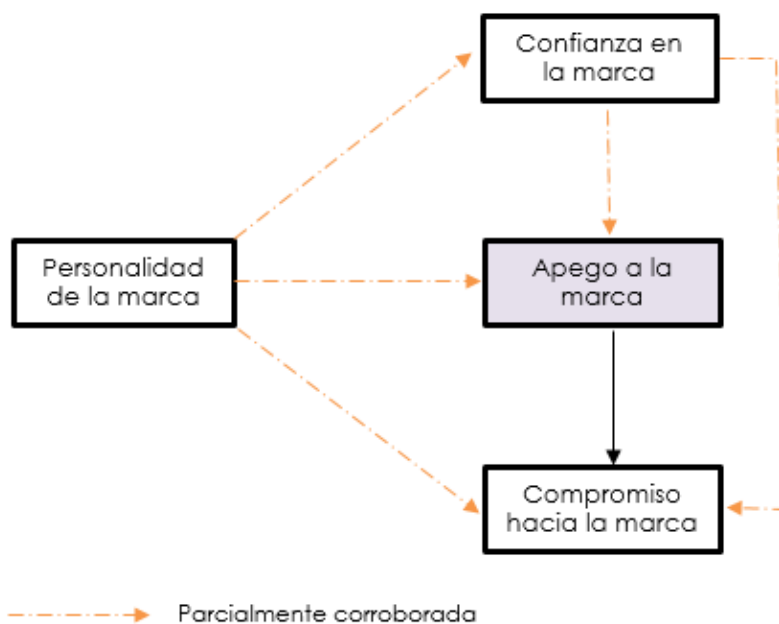 Confianza en
la marca
Personalidad
de la marca
Apego a la
marca
Compromiso
hacia la marca
Parcialmente corroborada